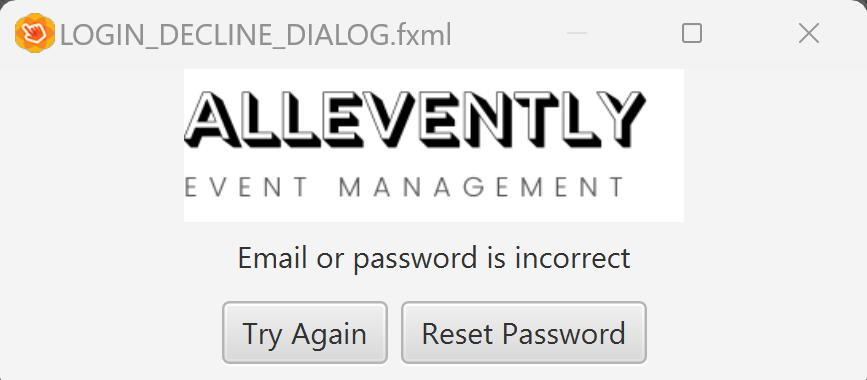 LOGIN_DECLINE_DIALOG.fxml
ALLEVENTLY
EVENT MANAGEMENT
Email or password is incorrect
Try Again Reset Password